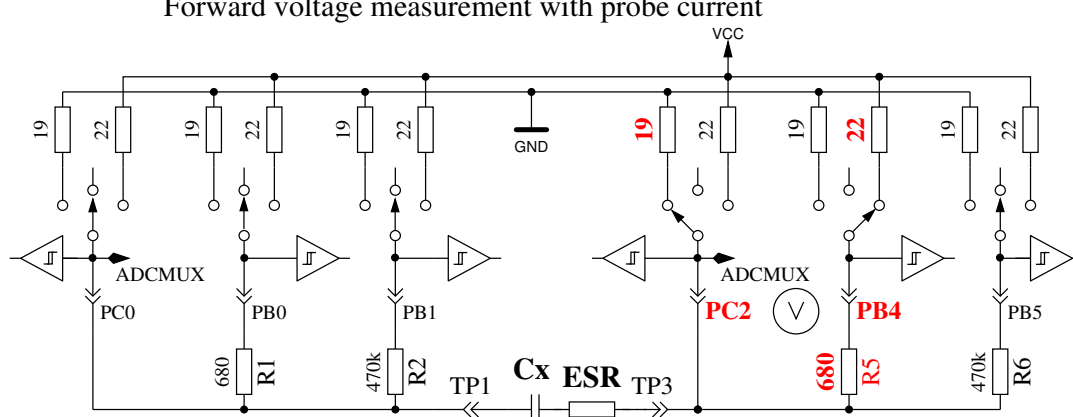 Forward voltage measurement with probe current
VCC
19 22 19 22 19 22 19 22 19 22 19 22
GND
ADCMUX ADCMUX
PC0 PB0 PB1 PC2 V PB4 PB5
680 R1 470k R2 680 R5 470k R6
TP1 Cx ESR TP3